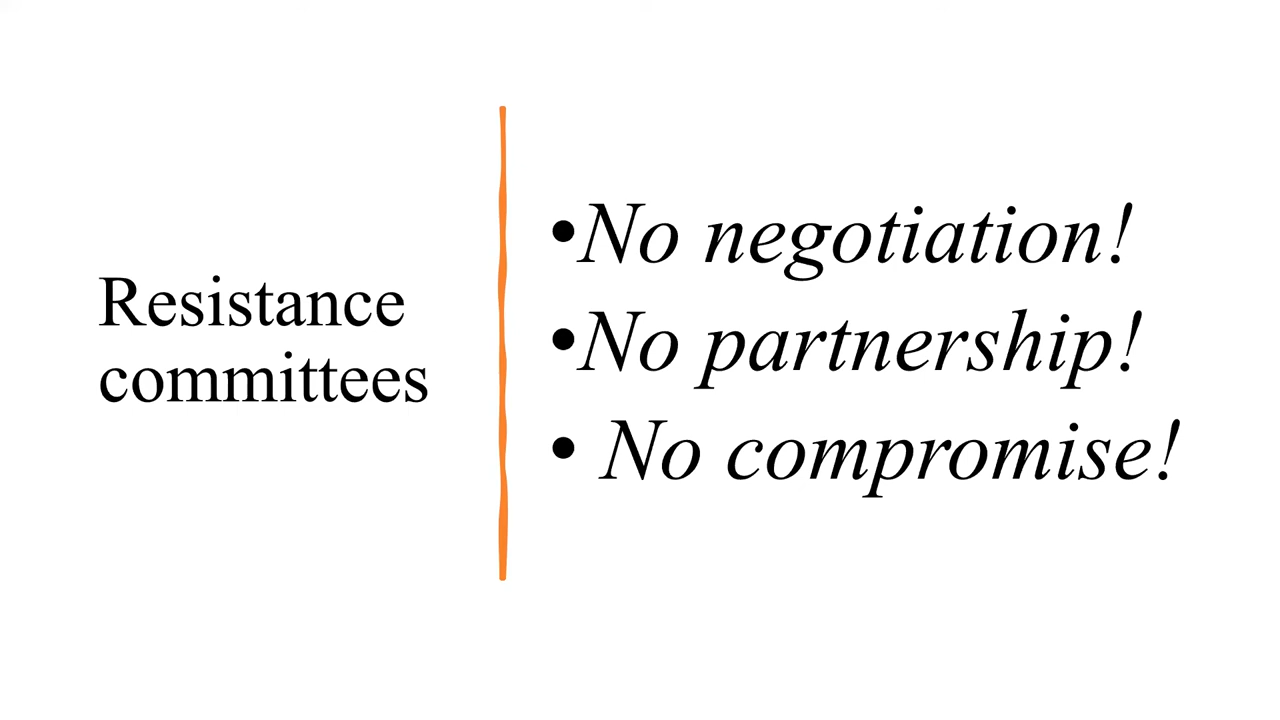 Resistance
committees
•No negotiation!
•No partnership!
• No compromise!